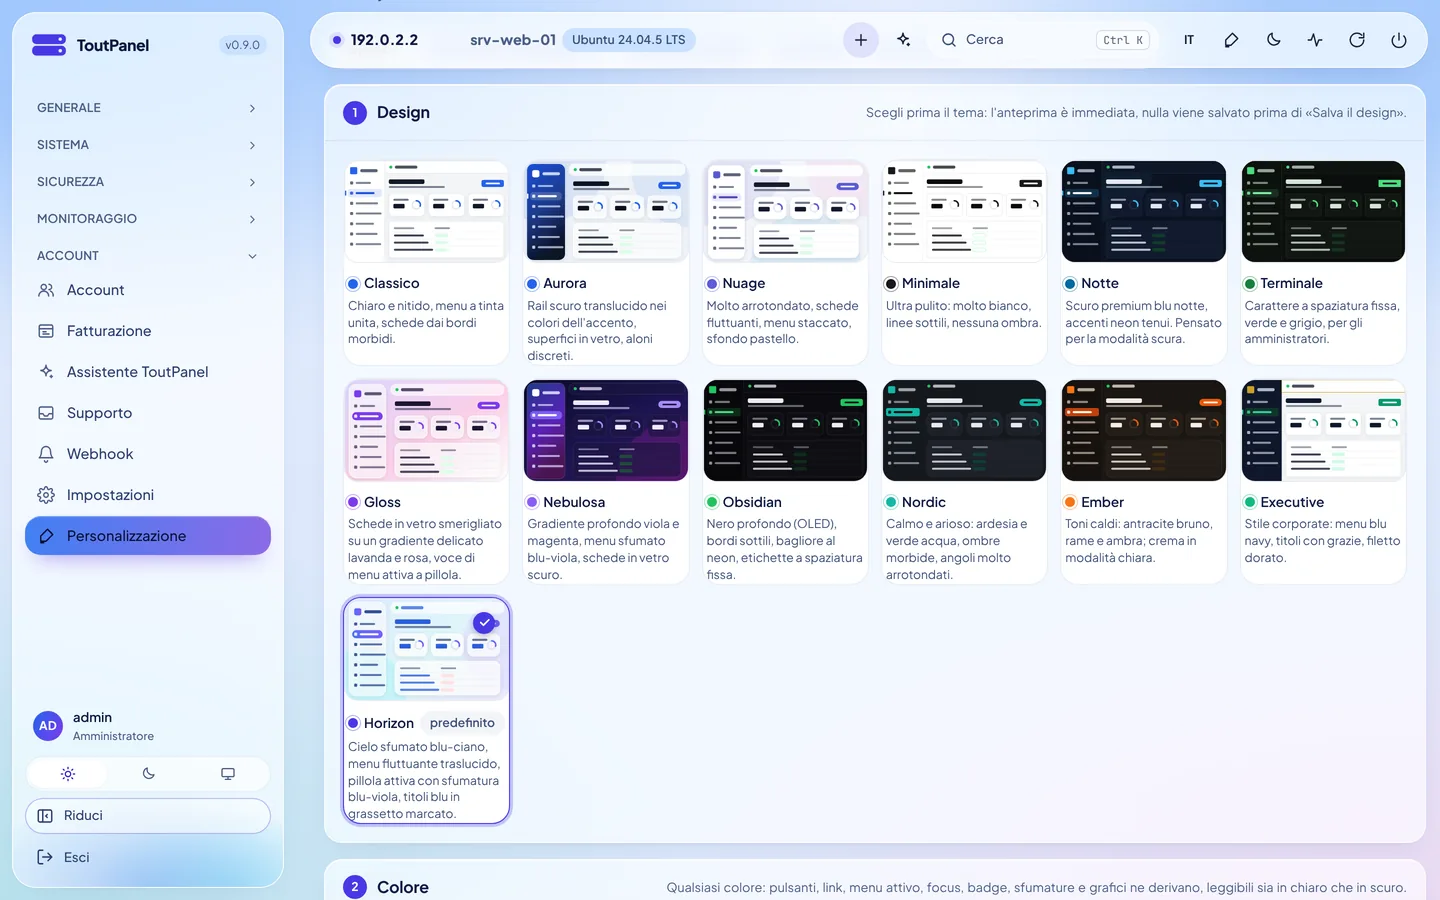 ToutPanel
v0.9.0
GENERALE
SISTEMA
SICUREZZA
MONITORAGGIO
ACCOUNT
Account
Fatturazione
Assistente ToutPanel
Supporto
Webhook
Impostazioni
Personalizzazione
AD
admin
Amministratore
Riduci
Esci
192.0.2.2
srv-web-01
Ubuntu 24.04.5 LTS
Cerca
Ctrl K
IT
1
Design
Scegli prima il tema: l'anteprima è immediata, nulla viene salvato prima di «Salva il design».
Classico
Chiaro e nitido, menu a tinta
unita, schede dai bordi
morbidi.
Aurora
Rail scuro translucido nei
colori dell'accento,
superfici in vetro, aloni
discreti.
Nuage
Molto arrotondato, schede
fluttuanti, menu staccato,
sfondo pastello.
Minimale
Ultra pulito: molto bianco,
linee sottili, nessuna ombra.
Notte
Scuro premium blu notte,
accenti neon tenui. Pensato
per la modalità scura.
Terminale
Carattere a spaziatura fissa,
verde e grigio, per gli
amministratori.
Gloss
Schede in vetro smerigliato
su un gradiente delicato
lavanda e rosa, voce di
menu attiva a pillola.
Nebulosa
Gradiente profondo viola e
magenta, menu sfumato
blu-viola, schede in vetro
scuro.
Obsidian
Nero profondo (OLED),
bordi sottili, bagliore al
neon, etichette a spaziatura
fissa.
Nordic
Calmo e arioso: ardesia e
verde acqua, ombre
morbide, angoli molto
arrotondati.
Ember
Toni caldi: antracite bruno,
rame e ambra; crema in
modalità chiara.
Executive
Stile corporate: menu blu
navy, titoli con grazie, filetto
dorato.
Horizon
predefinito
Cielo sfumato blu-ciano,
menu fluttuante traslucido,
pillola attiva con sfumatura
blu-viola, titoli blu in
grassetto marcato.
2
Colore
Qualsiasi colore: pulsanti, link, menu attivo, focus, badge, sfumature e grafici ne derivano, leggibili sia in chiaro che in scuro.